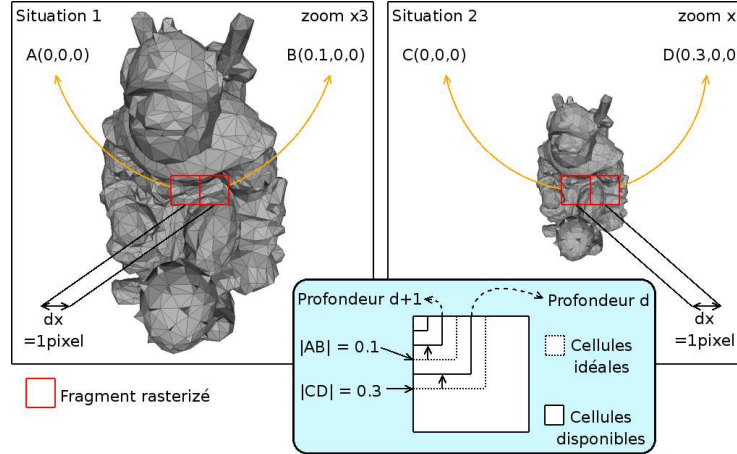 Situation 1
zoom x3
A(0,0,0)
B(0.1,0,0)
dx
=1pixel
Situation 2
zoom x
C(0,0,0)
D(0.3,0,0
dx
=1pixel
Fragment rasterizé
Profondeur d+1
Profondeur d
|AB| = 0.1
|CD| = 0.3
Cellules
idéales
Cellules
disponibles